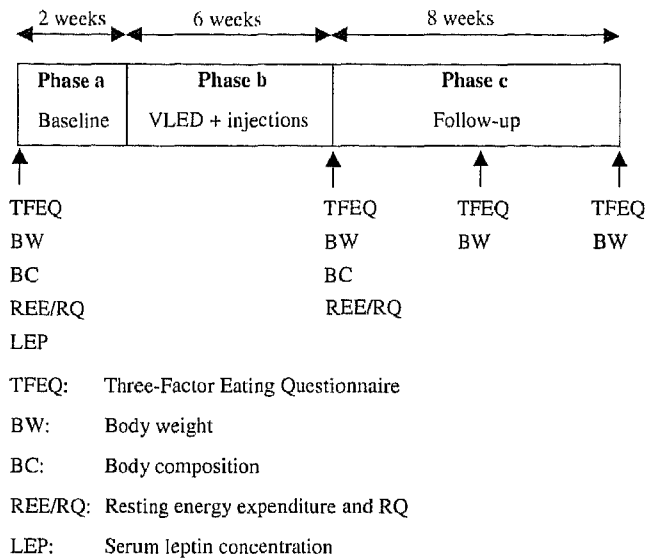 2 weeks 6 weeks 8 weeks
Phase a Phase b Phase c
Baseline VLED + injections Follow-up
TFEQ TFEQ TFEQ TFEQ
BW BW BW BW
BC BC
REE/RQ REE/RQ
LEP
TFEQ: Three-Factor Eating Questionnaire
BW: Body weight
BC: Body composition
REE/RQ: Resting energy expenditure and RQ
LEP: Serum leptin concentration